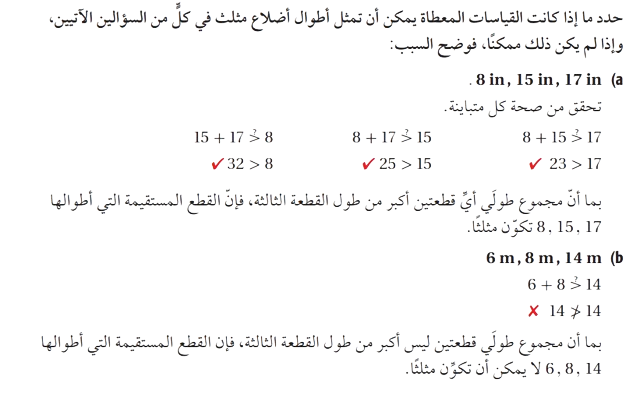 حدد ما إذا كانت القياسات المعطاة يمكن أن تمثل أطوال أضلاع مثلث في كلٍّ من السؤالين الآتيين،
وإذا لم يكن ذلك ممكنًا، فوضح السبب:
a) 8 in, 15 in, 17 in .
تحقق من صحة كل متباينة.
8 + 15 >? 17    8 + 17 >? 15    15 + 17 >? 8
✔ 23 > 17    ✔ 25 > 15    ✔ 32 > 8
بما أنّ مجموع طولَي أيِّ قطعتين أكبر من طول القطعة الثالثة، فإنّ القطع المستقيمة التي أطوالها
8, 15, 17 تكوّن مثلثًا.
b) 6 m, 8 m, 14 m
6 + 8 >? 14
✘ 14 ≯ 14
بما أن مجموع طولَي قطعتين ليس أكبر من طول القطعة الثالثة، فإن القطع المستقيمة التي أطوالها
6, 8, 14 لا يمكن أن تكوِّن مثلثًا.